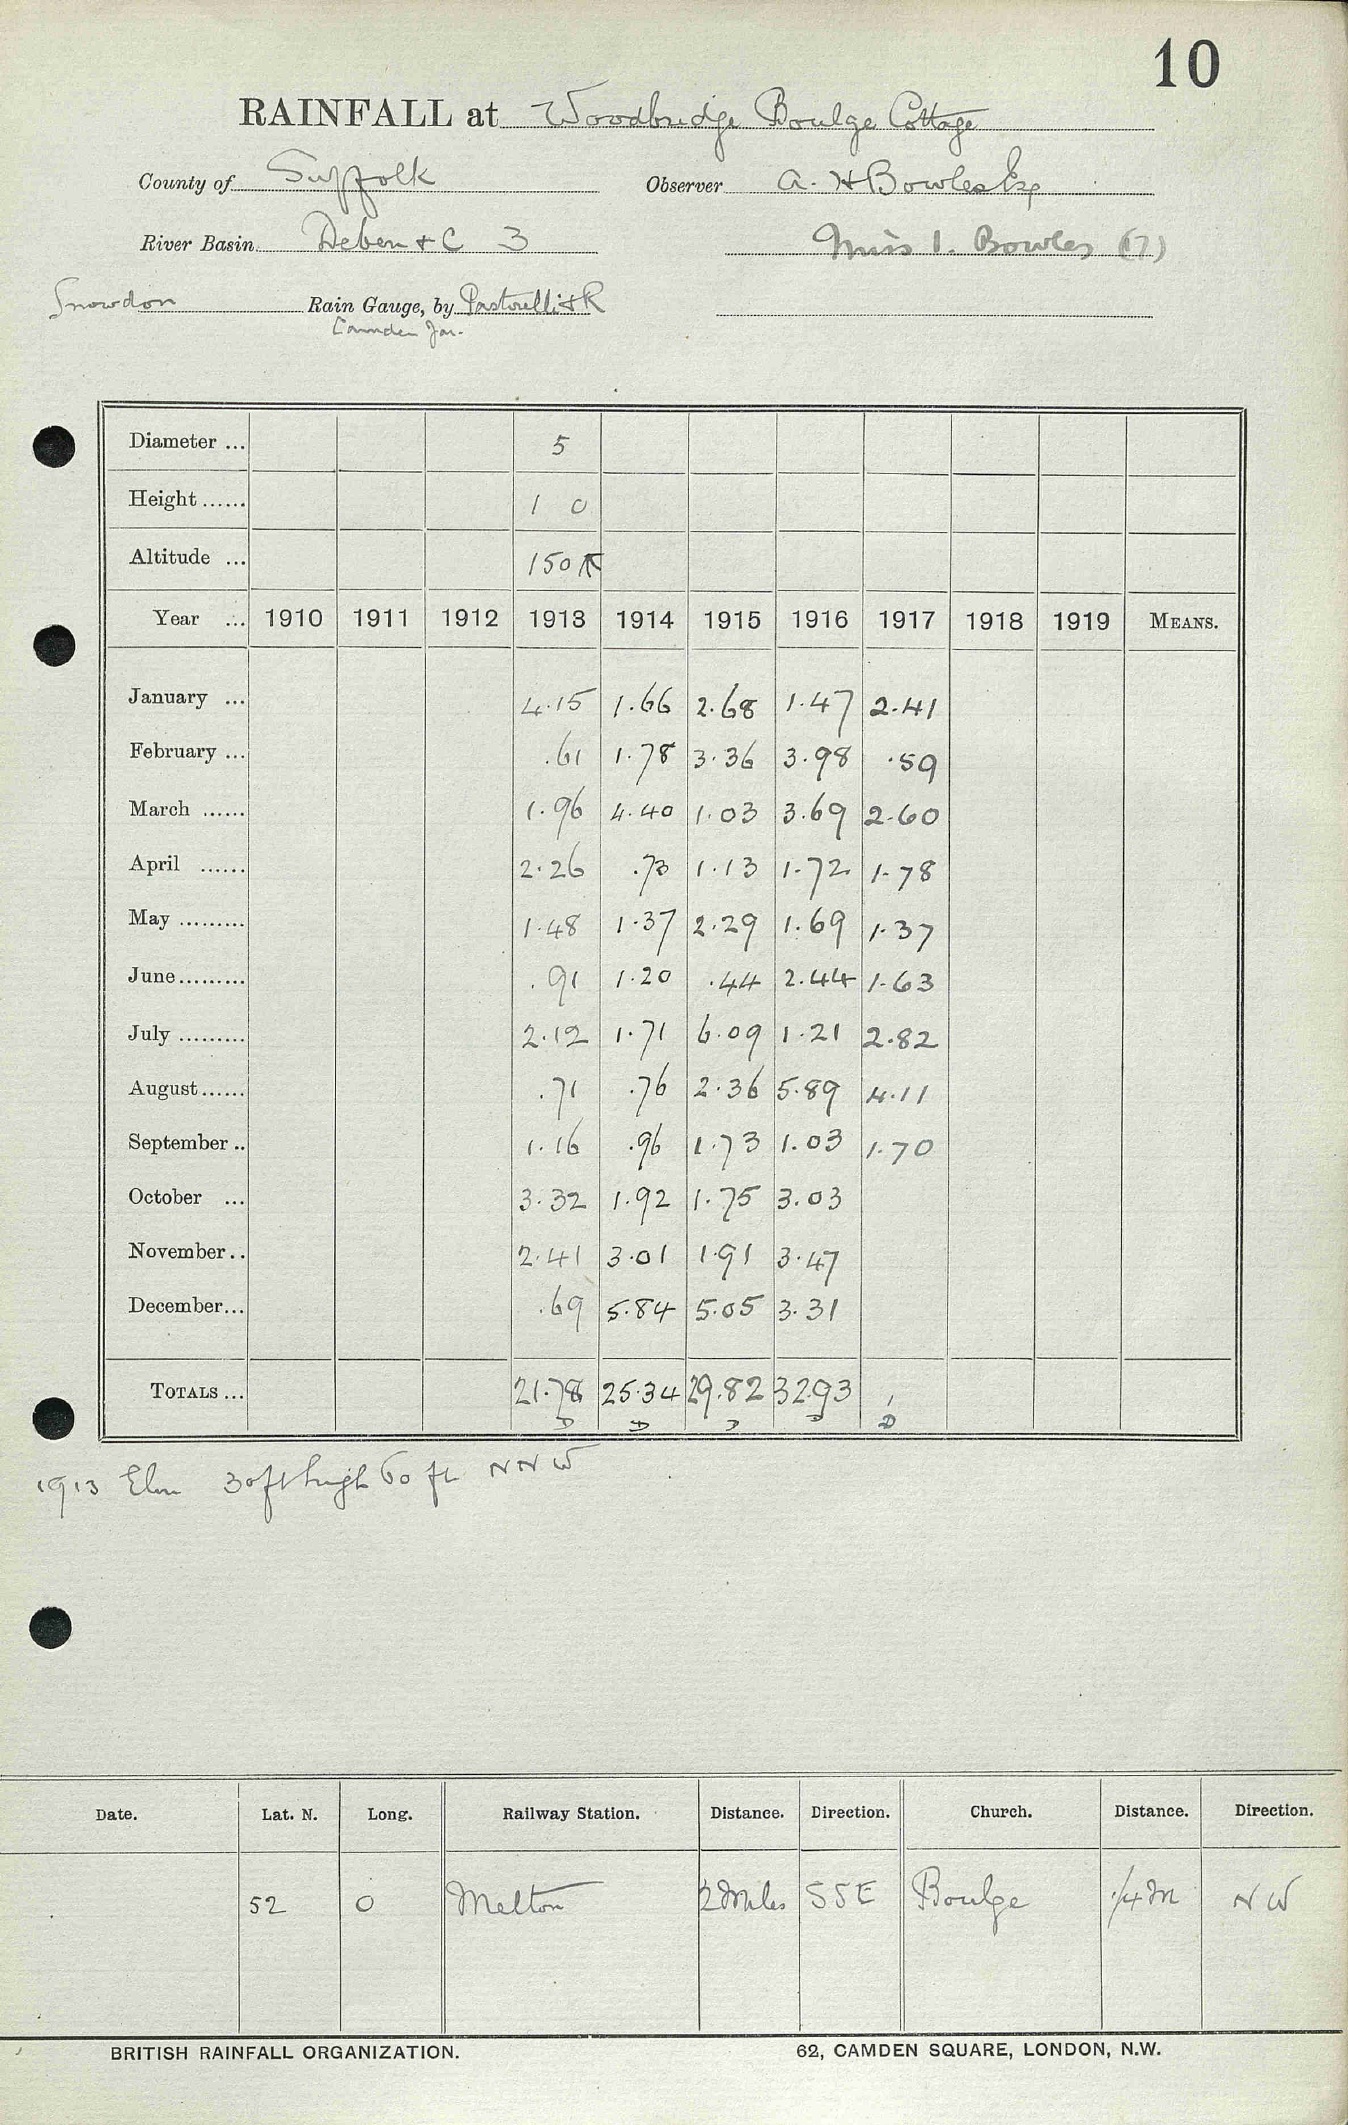 10
RAINFALL at Woodbridge Boulge Cottage
County of Suffolk Observer A. H Bowles Esq
River Basin Deben & C 3 Miss I. Bowles (17)
Snowdon Rain Gauge, by Pastorelli & R
Camden Jar.
Diameter ... 5
Height ...... 1 0
Altitude ... 150
Year ... 1910 1911 1912 1913 1914 1915 1916 1917 1918 1919 MEANS.
January ... 4.15 1.66 2.68 1.47 2.41
February ... .61 1.78 3.36 3.98 .59
March ...... 1.96 4.40 1.03 3.69 2.60
April ...... 2.26 .73 1.13 1.72 1.78
May ......... 1.48 1.37 2.29 1.69 1.37
June......... .91 1.20 .44 2.44 1.63
July ......... 2.12 1.71 6.09 1.21 2.82
August...... .71 .76 2.36 5.89 4.11
September .. 1.16 .96 1.73 1.03 1.70
October ... 3.32 1.92 1.75 3.03
November.. 2.41 3.01 1.91 3.47
December... .69 5.84 5.05 3.31
TOTALS ... 21.78 25.34 29.82 32.93
D D D D D
1913 Elm 30ft high 60 ft NNW
Date. Lat. N. Long. Railway Station. Distance. Direction. Church. Distance. Direction.
52 0 Melton 2 Miles SSE Boulge 1/4 M NW
BRITISH RAINFALL ORGANIZATION. 62, CAMDEN SQUARE, LONDON, N.W.